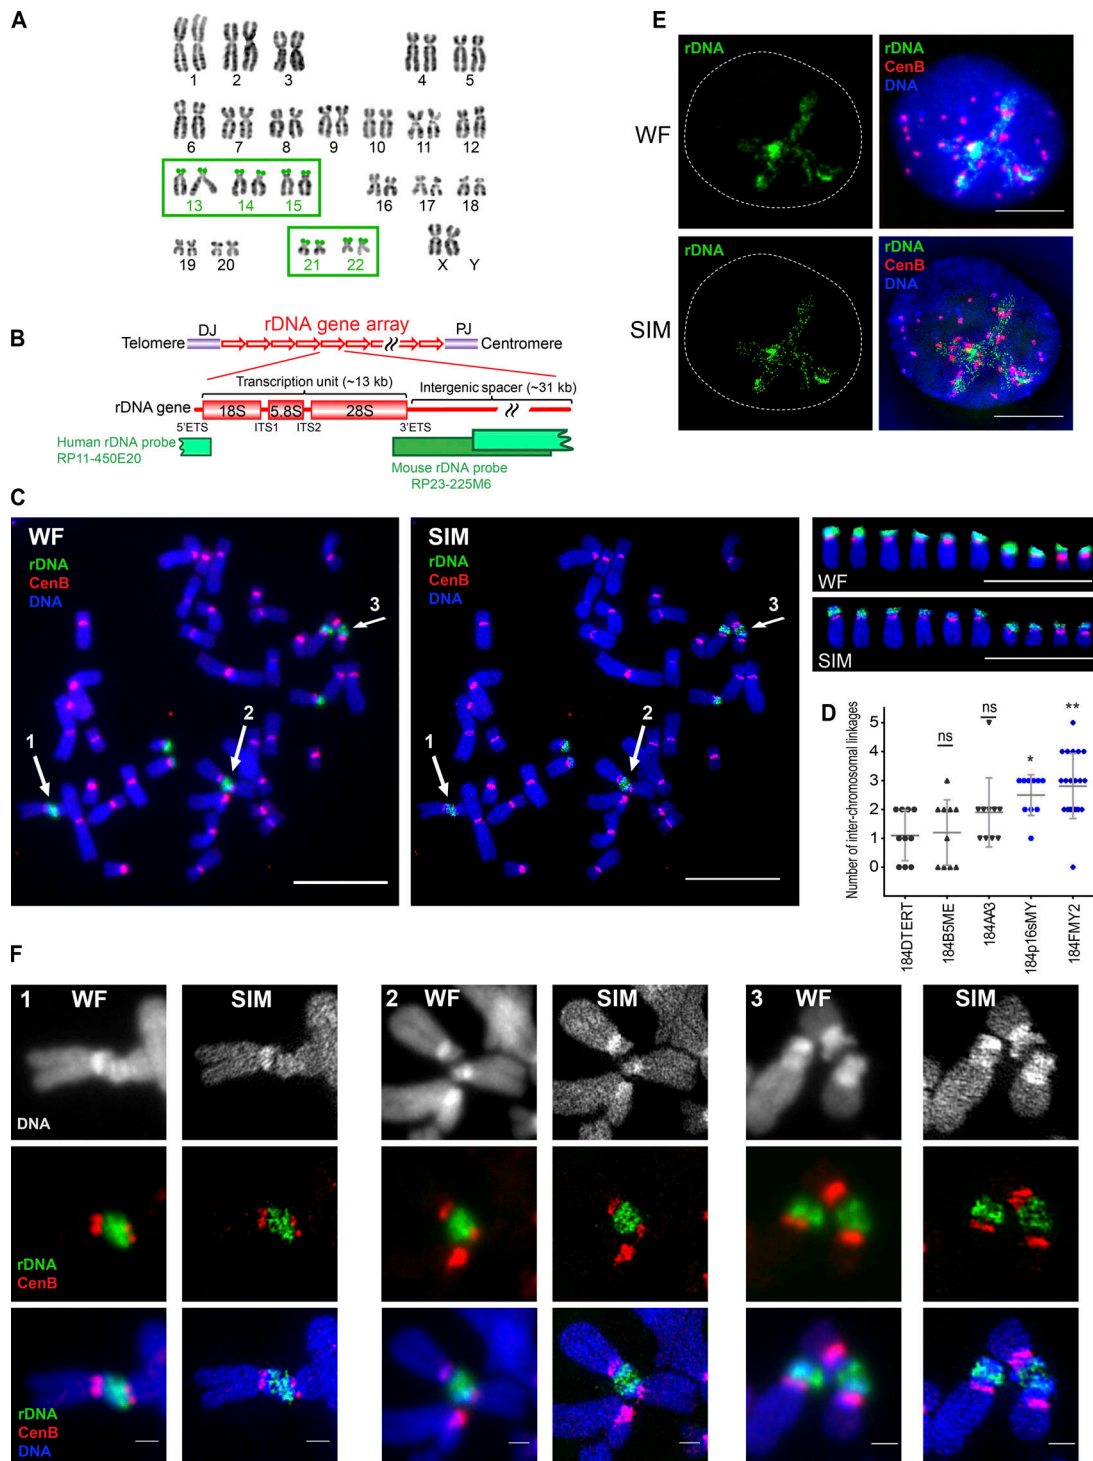 A
1 2 3 4 5
6 7 8 9 10 11 12
13 14 15 16 17 18
19 20 21 22 X Y
B
DJ rDNA gene array PJ
Telomere Centromere
Transcription unit (~13 kb) Intergenic spacer (~31 kb)
rDNA gene 18S 5.8S 28S
5'ETS ITS1 ITS2 3'ETS
Human rDNA probe
RP11-450E20
Mouse rDNA probe
RP23-225M6
C
WF
rDNA
CenB
DNA
1
2
3
SIM
rDNA
CenB
DNA
1
2
3
WF
SIM
D
Number of inter-chromosomal linkages
5
4
3
2
1
0
ns
ns
*
**
184DTERT
184B5ME
184AA3
184p16sMY
184FMY2
E
WF
rDNA
rDNA
CenB
DNA
SIM
rDNA
rDNA
CenB
DNA
F
1 WF SIM 2 WF SIM 3 WF SIM
DNA
rDNA
CenB
rDNA
CenB
DNA